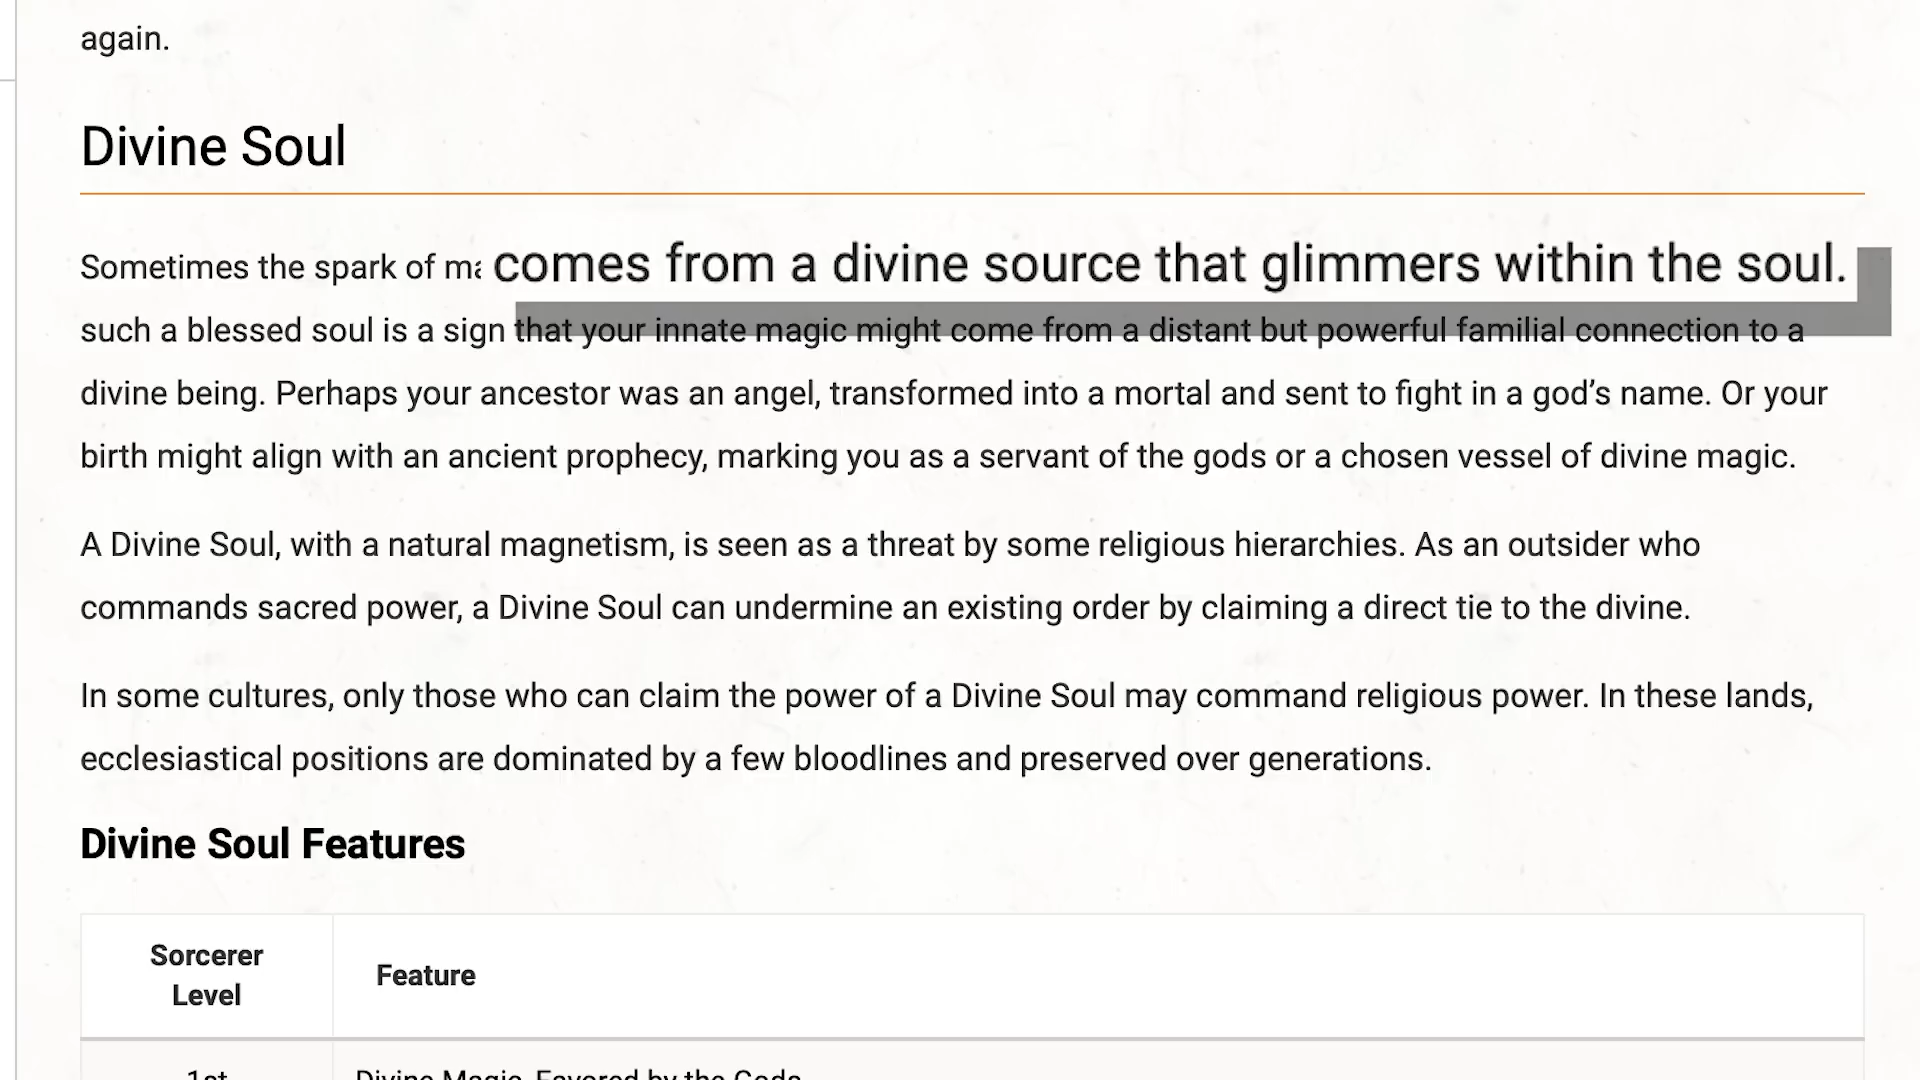 again.
Divine Soul
Sometimes the spark of comes from a divine source that glimmers within the soul.
such a blessed soul is a sign that your innate magic might come from a distant but powerful familial connection to a
divine being. Perhaps your ancestor was an angel, transformed into a mortal and sent to fight in a god’s name. Or your
birth might align with an ancient prophecy, marking you as a servant of the gods or a chosen vessel of divine magic.
A Divine Soul, with a natural magnetism, is seen as a threat by some religious hierarchies. As an outsider who
commands sacred power, a Divine Soul can undermine an existing order by claiming a direct tie to the divine.
In some cultures, only those who can claim the power of a Divine Soul may command religious power. In these lands,
ecclesiastical positions are dominated by a few bloodlines and preserved over generations.
Divine Soul Features
Sorcerer
Level
Feature
1st
Divine Magic, Favored by the Gods